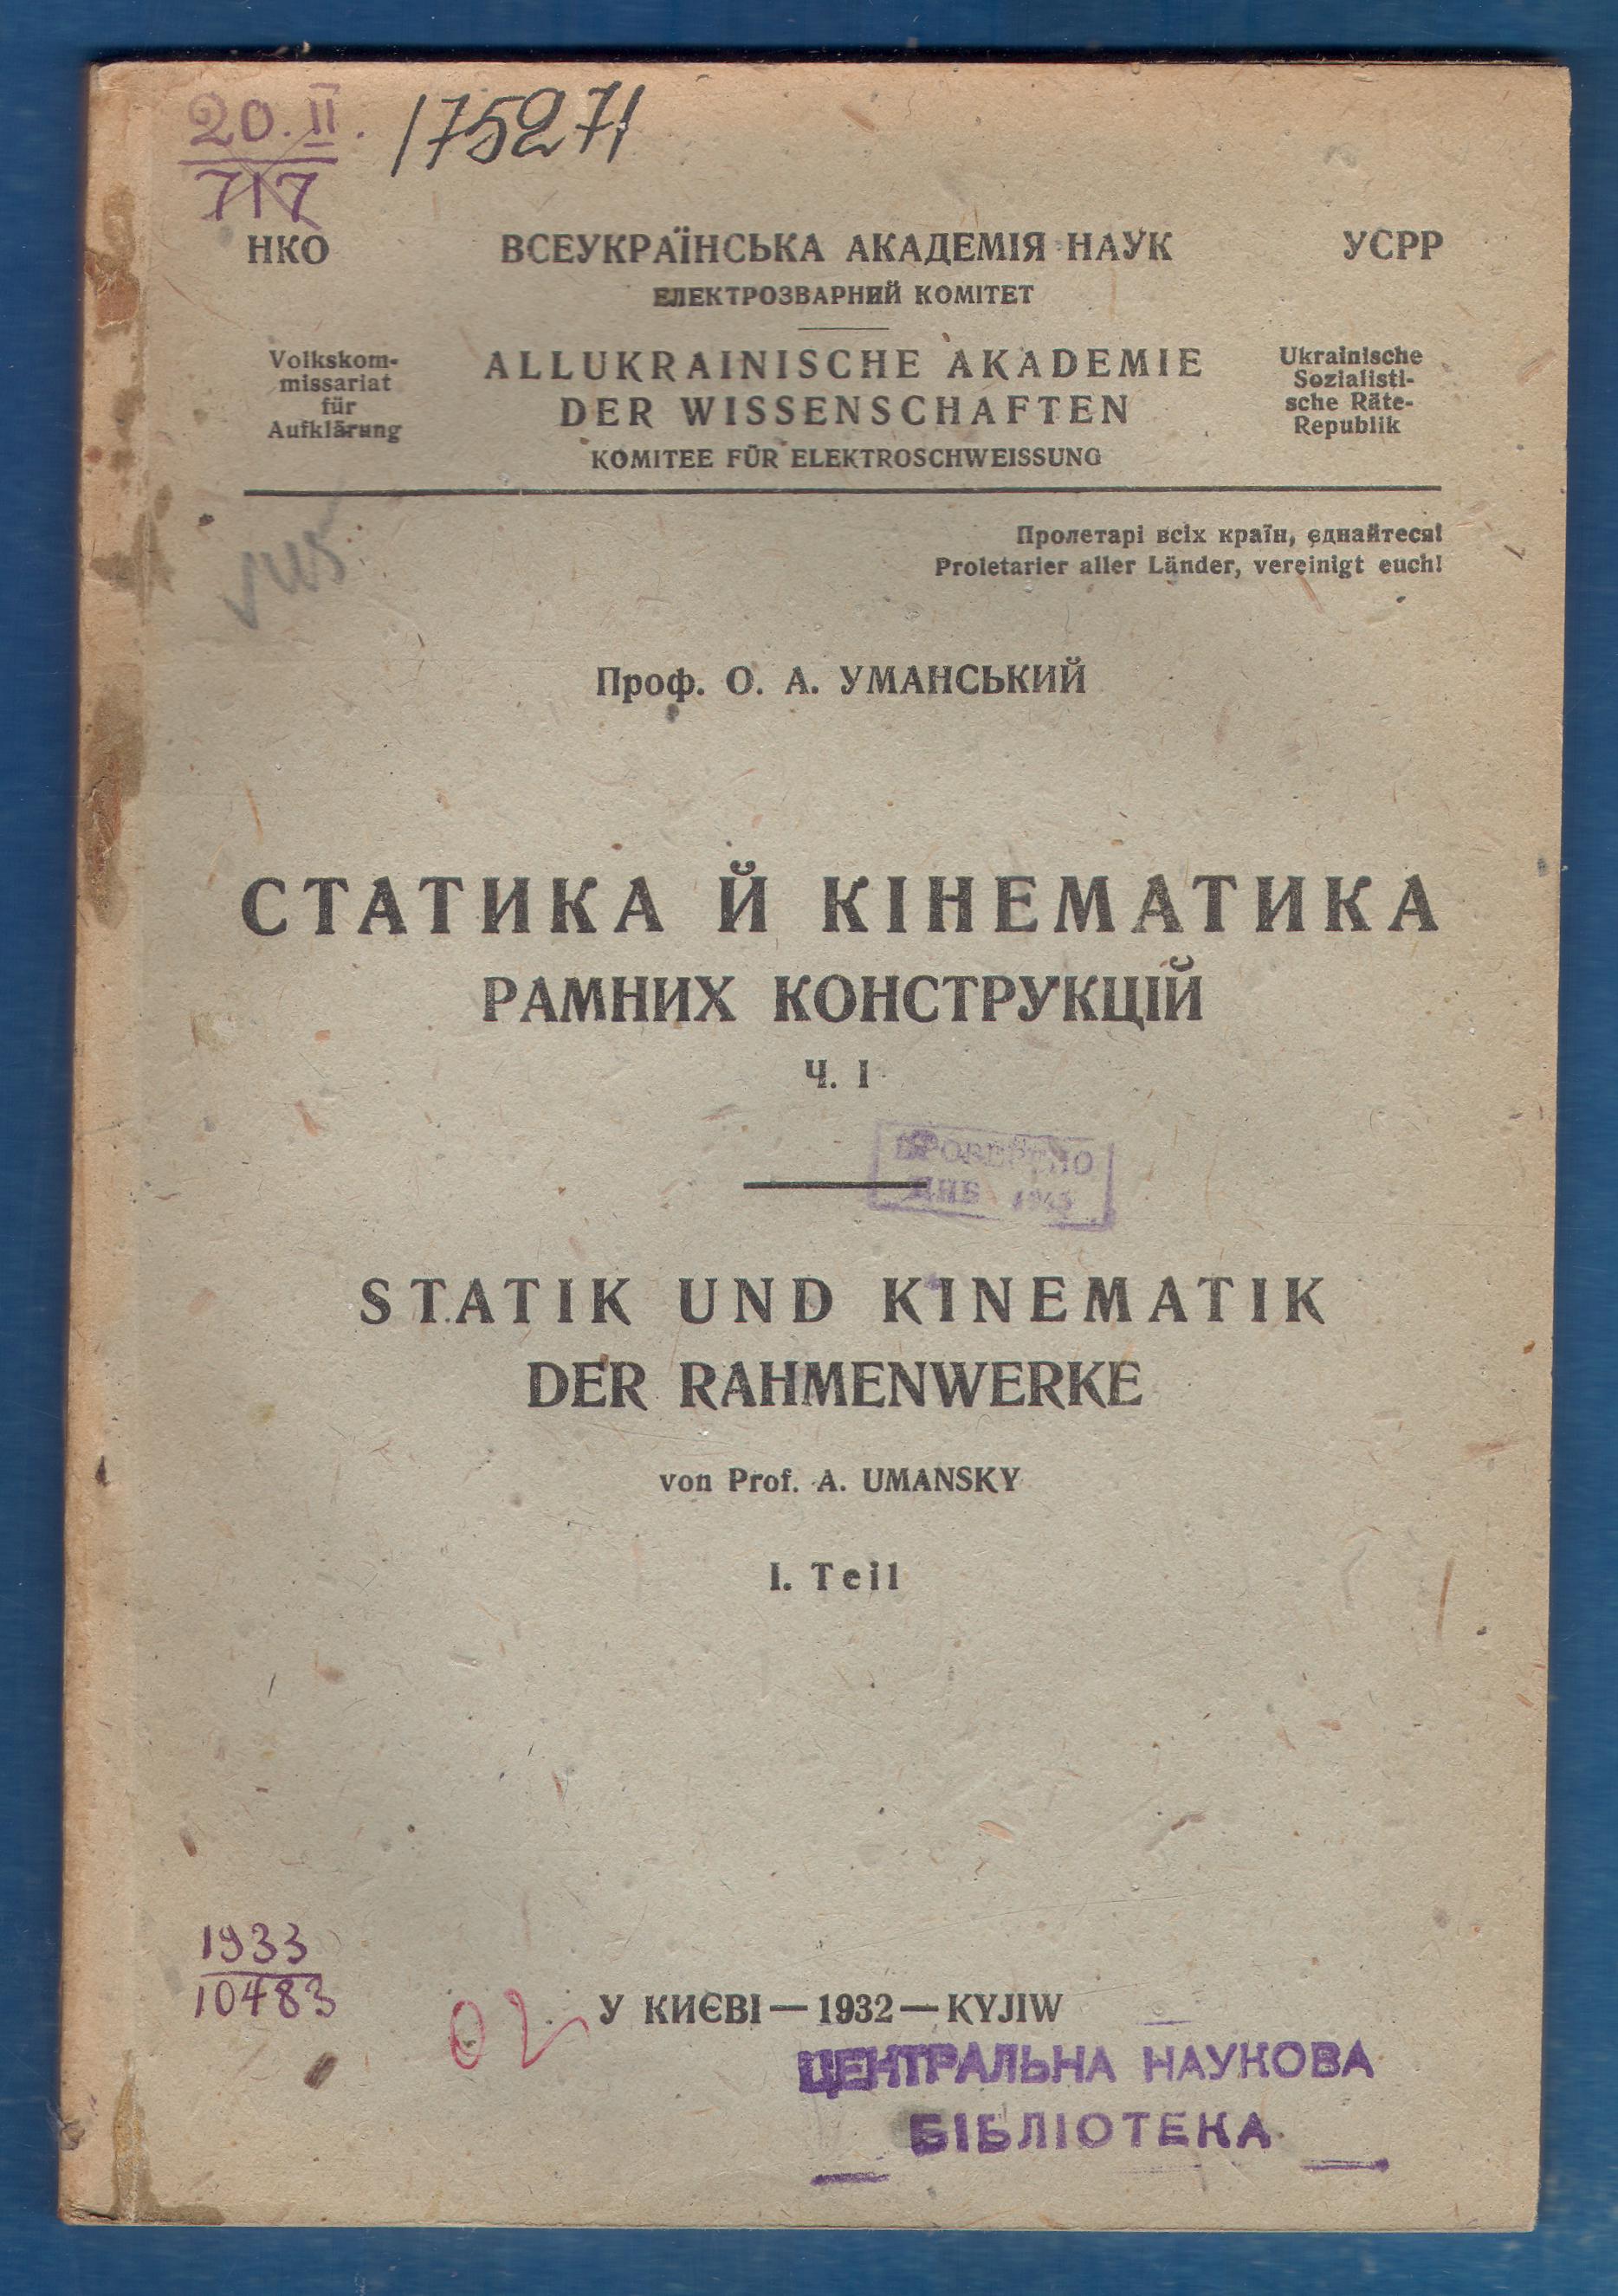 20. II.
717
175271
НКО ВСЕУКРАЇНСЬКА АКАДЕМІЯ НАУК УСРР
ЕЛЕКТРОЗВАРНИЙ КОМІТЕТ
Volkskom-
missariat
für
Aufklärung
ALLUKRAINISCHE AKADEMIE
DER WISSENSCHAFTEN
KOMITEE FÜR ELEKTROSCHWEISSUNG
Ukrainische
Sozialisti-
sche Räte-
Republik
Пролетарі всіх країн, єднайтеся!
Proletarier aller Länder, vereinigt euch!
Проф. О. А. УМАНСЬКИЙ
СТАТИКА Й КІНЕМАТИКА
РАМНИХ КОНСТРУКЦІЙ
Ч. I
ПРОВЕРЕНО
ЦНБ
STATIK UND KINEMATIK
DER RAHMENWERKE
von Prof. A. UMANSKY
I. Teil
1933
10483
02
У КИЄВІ — 1932 — KYJIW
ЦЕНТРАЛЬНА НАУКОВА
БІБЛІОТЕКА